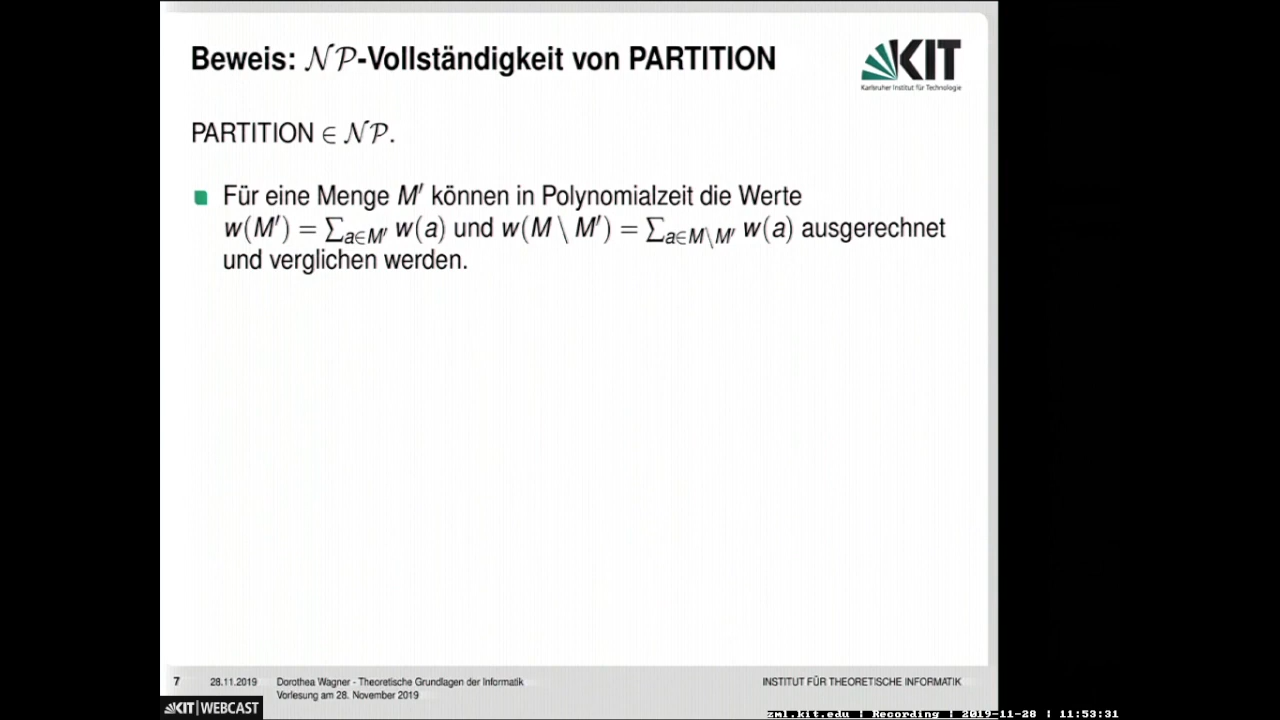 Beweis: 𝒩𝒫-Vollständigkeit von PARTITION
KIT
Karlsruher Institut für Technologie
PARTITION ∈ 𝒩𝒫.
Für eine Menge M′ können in Polynomialzeit die Werte
w(M′) = ∑a∈M′ w(a) und w(M \ M′) = ∑a∈M\M′ w(a) ausgerechnet
und verglichen werden.
7 28.11.2019 Dorothea Wagner - Theoretische Grundlagen der Informatik INSTITUT FÜR THEORETISCHE INFORMATIK
Vorlesung am 28. November 2019
KIT | WEBCAST
zml.kit.edu | Recording | 2019-11-28 | 11:53:31